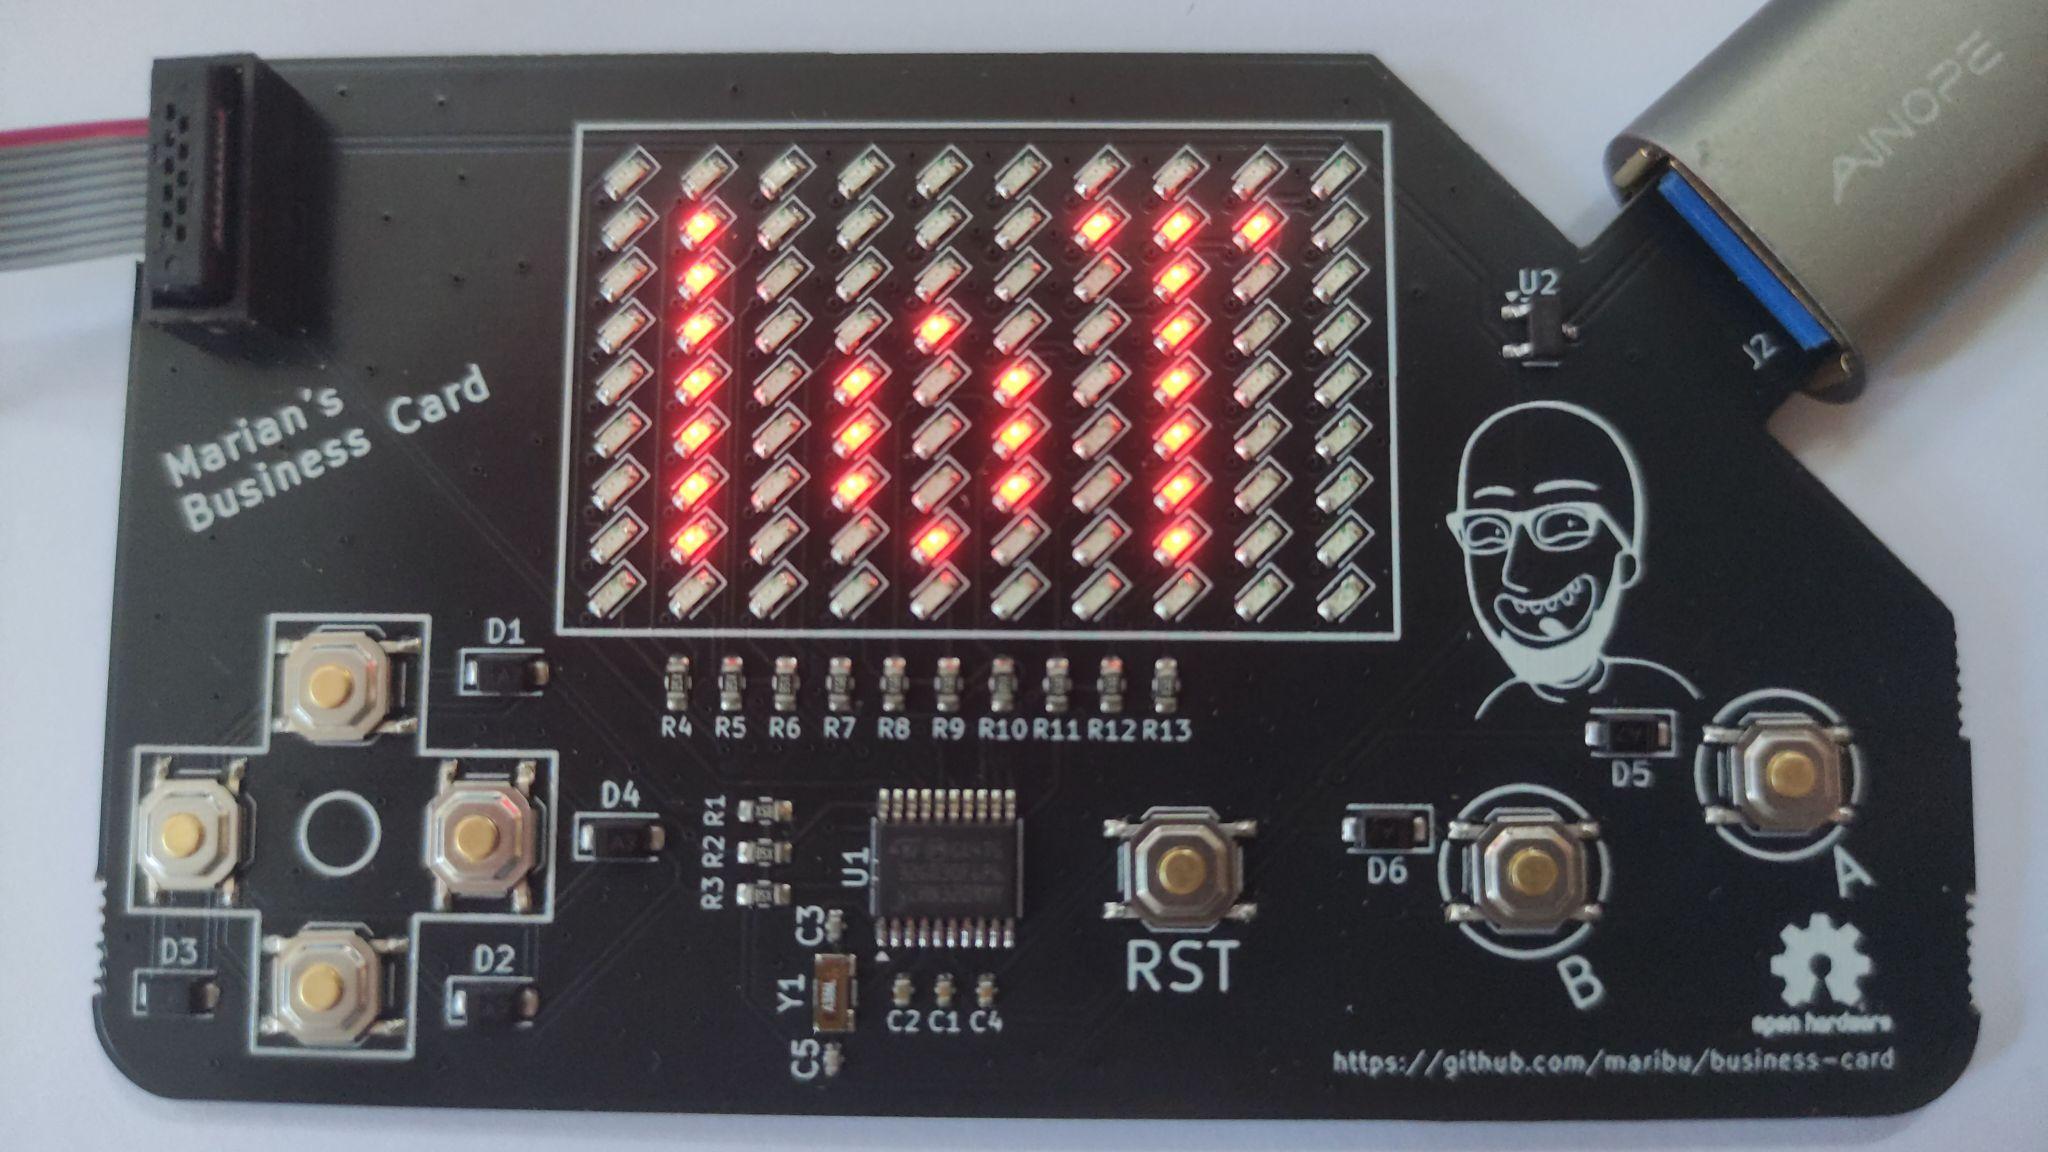 AINOPE
U2
J2
Marian's
Business Card
D1
R4 R5 R6 R7 R8 R9 R10 R11 R12 R13
D5
D4
R1
R2
R3
U1
D6
A
C3
D3
D2
RST
B
Y1
C2 C1 C4
C5
open hardware
https://github.com/maribu/business-card